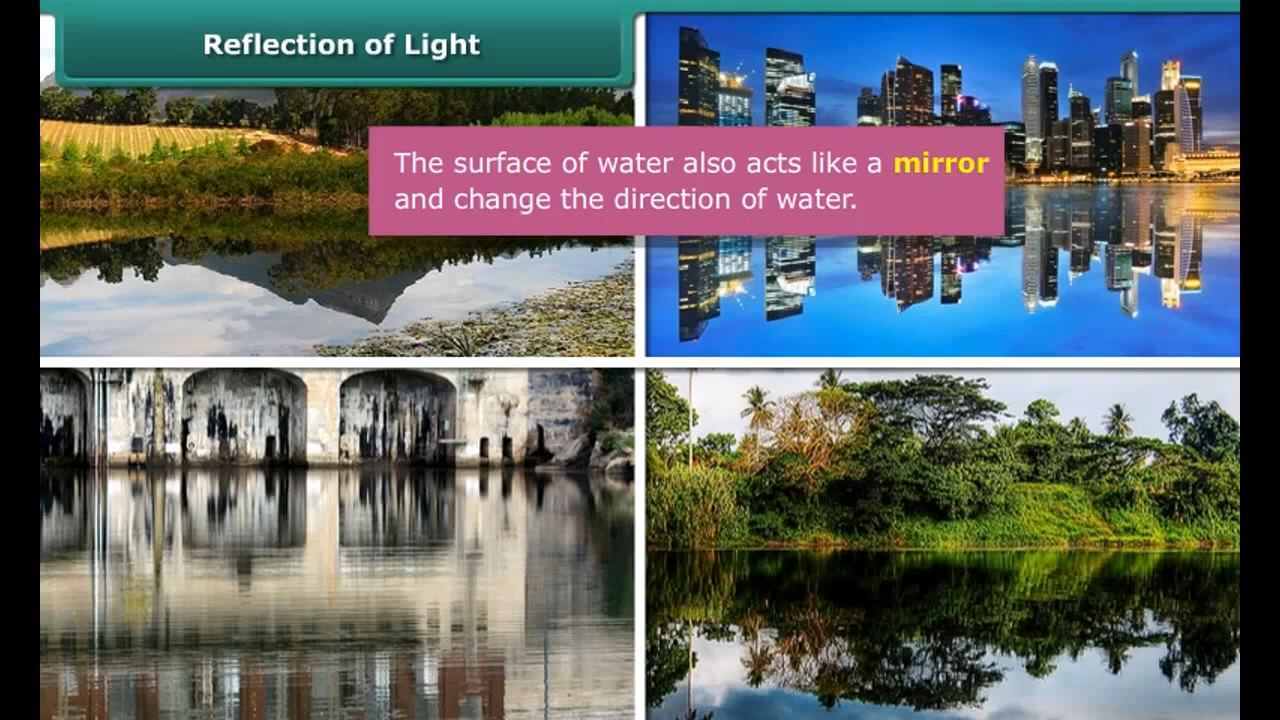 Reflection of Light
The surface of water also acts like a mirror
and change the direction of water.